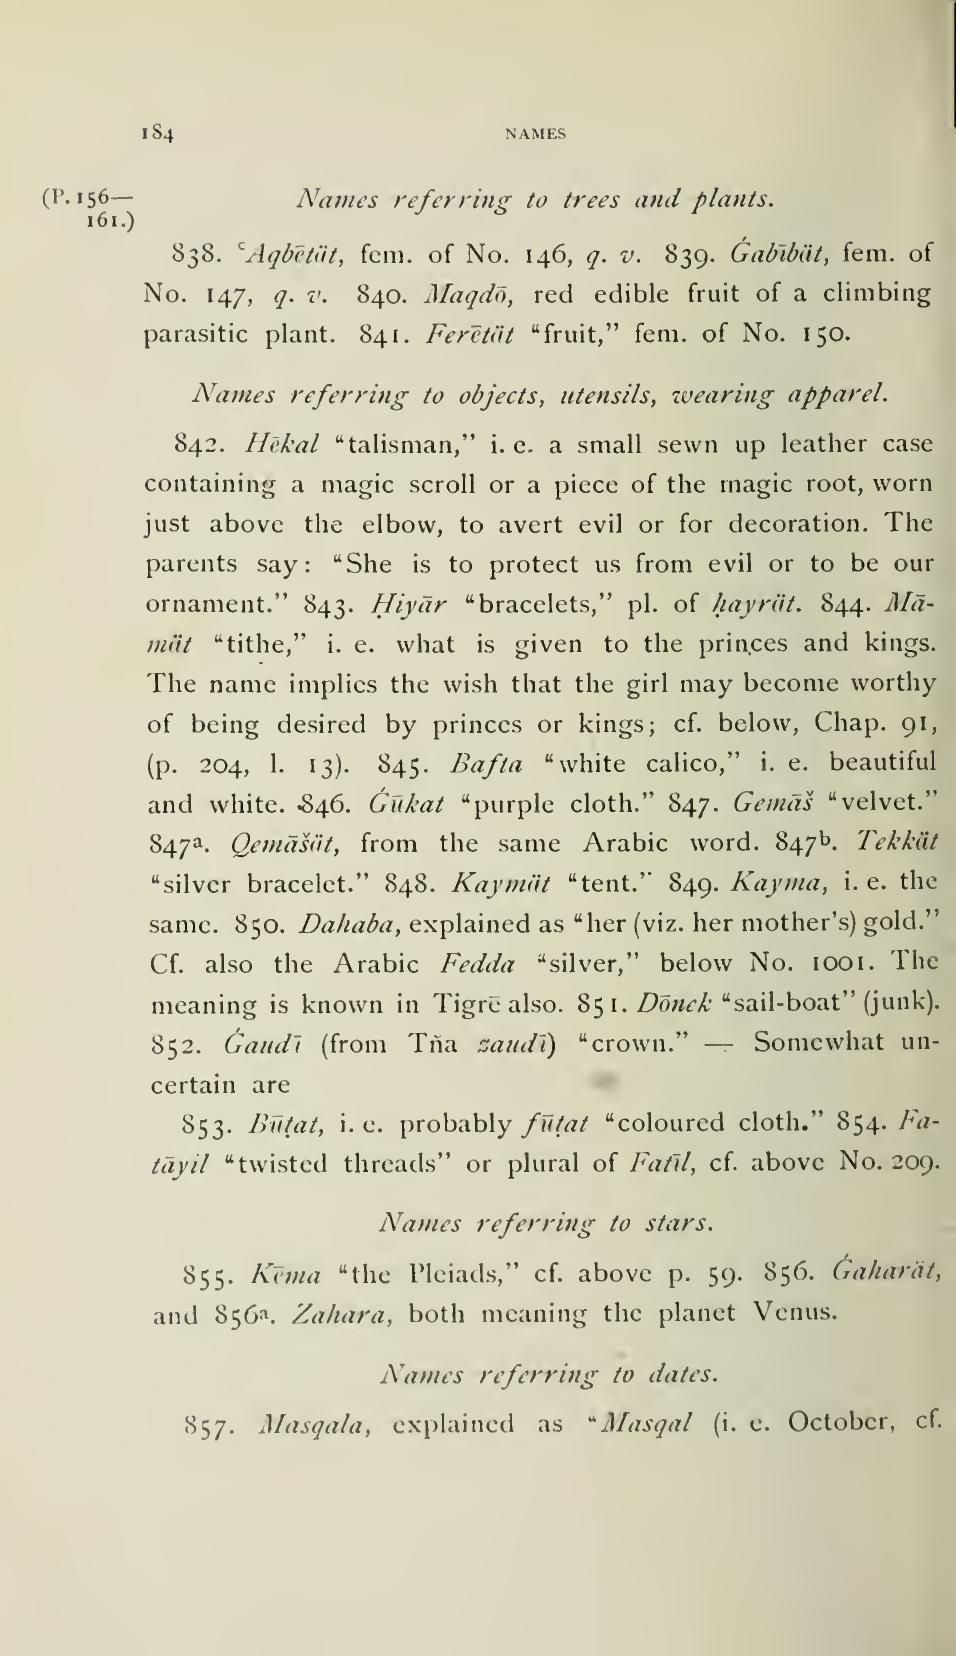 184 NAMES
(P. 156—
161.)
Names referring to trees and plants.
838. ʿAqbētät, fem. of No. 146, q. v. 839. Ǵabībät, fem. of
No. 147, q. v. 840. Maqdō, red edible fruit of a climbing
parasitic plant. 841. Ferētät “fruit,” fem. of No. 150.
Names referring to objects, utensils, wearing apparel.
842. Hēkal “talisman,” i. e. a small sewn up leather case
containing a magic scroll or a piece of the magic root, worn
just above the elbow, to avert evil or for decoration. The
parents say: “She is to protect us from evil or to be our
ornament.” 843. Ḥiyār “bracelets,” pl. of ḥayrät. 844. Mā-
mät “tithe,” i. e. what is given to the princes and kings.
The name implies the wish that the girl may become worthy
of being desired by princes or kings; cf. below, Chap. 91,
(p. 204, l. 13). 845. Bafta “white calico,” i. e. beautiful
and white. 846. Ǵūkat “purple cloth.” 847. Gemāš “velvet.”
847ª. Qemāšät, from the same Arabic word. 847ᵇ. Tekkät
“silver bracelet.” 848. Kaymät “tent.” 849. Kayma, i. e. the
same. 850. Dahaba, explained as “her (viz. her mother’s) gold.”
Cf. also the Arabic Fedda “silver,” below No. 1001. The
meaning is known in Tigrē also. 851. Dōnek “sail-boat” (junk).
852. Ǵaudī (from Tña zaudī) “crown.” — Somewhat un-
certain are
853. Būṭat, i. e. probably fūṭat “coloured cloth.” 854. Fa-
tāyil “twisted threads” or plural of Fatīl, cf. above No. 209.
Names referring to stars.
855. Kēma “the Pleiads,” cf. above p. 59. 856. Ǵaharät,
and 856ª. Zahara, both meaning the planet Venus.
Names referring to dates.
857. Masqala, explained as “Masqal (i. e. October, cf.